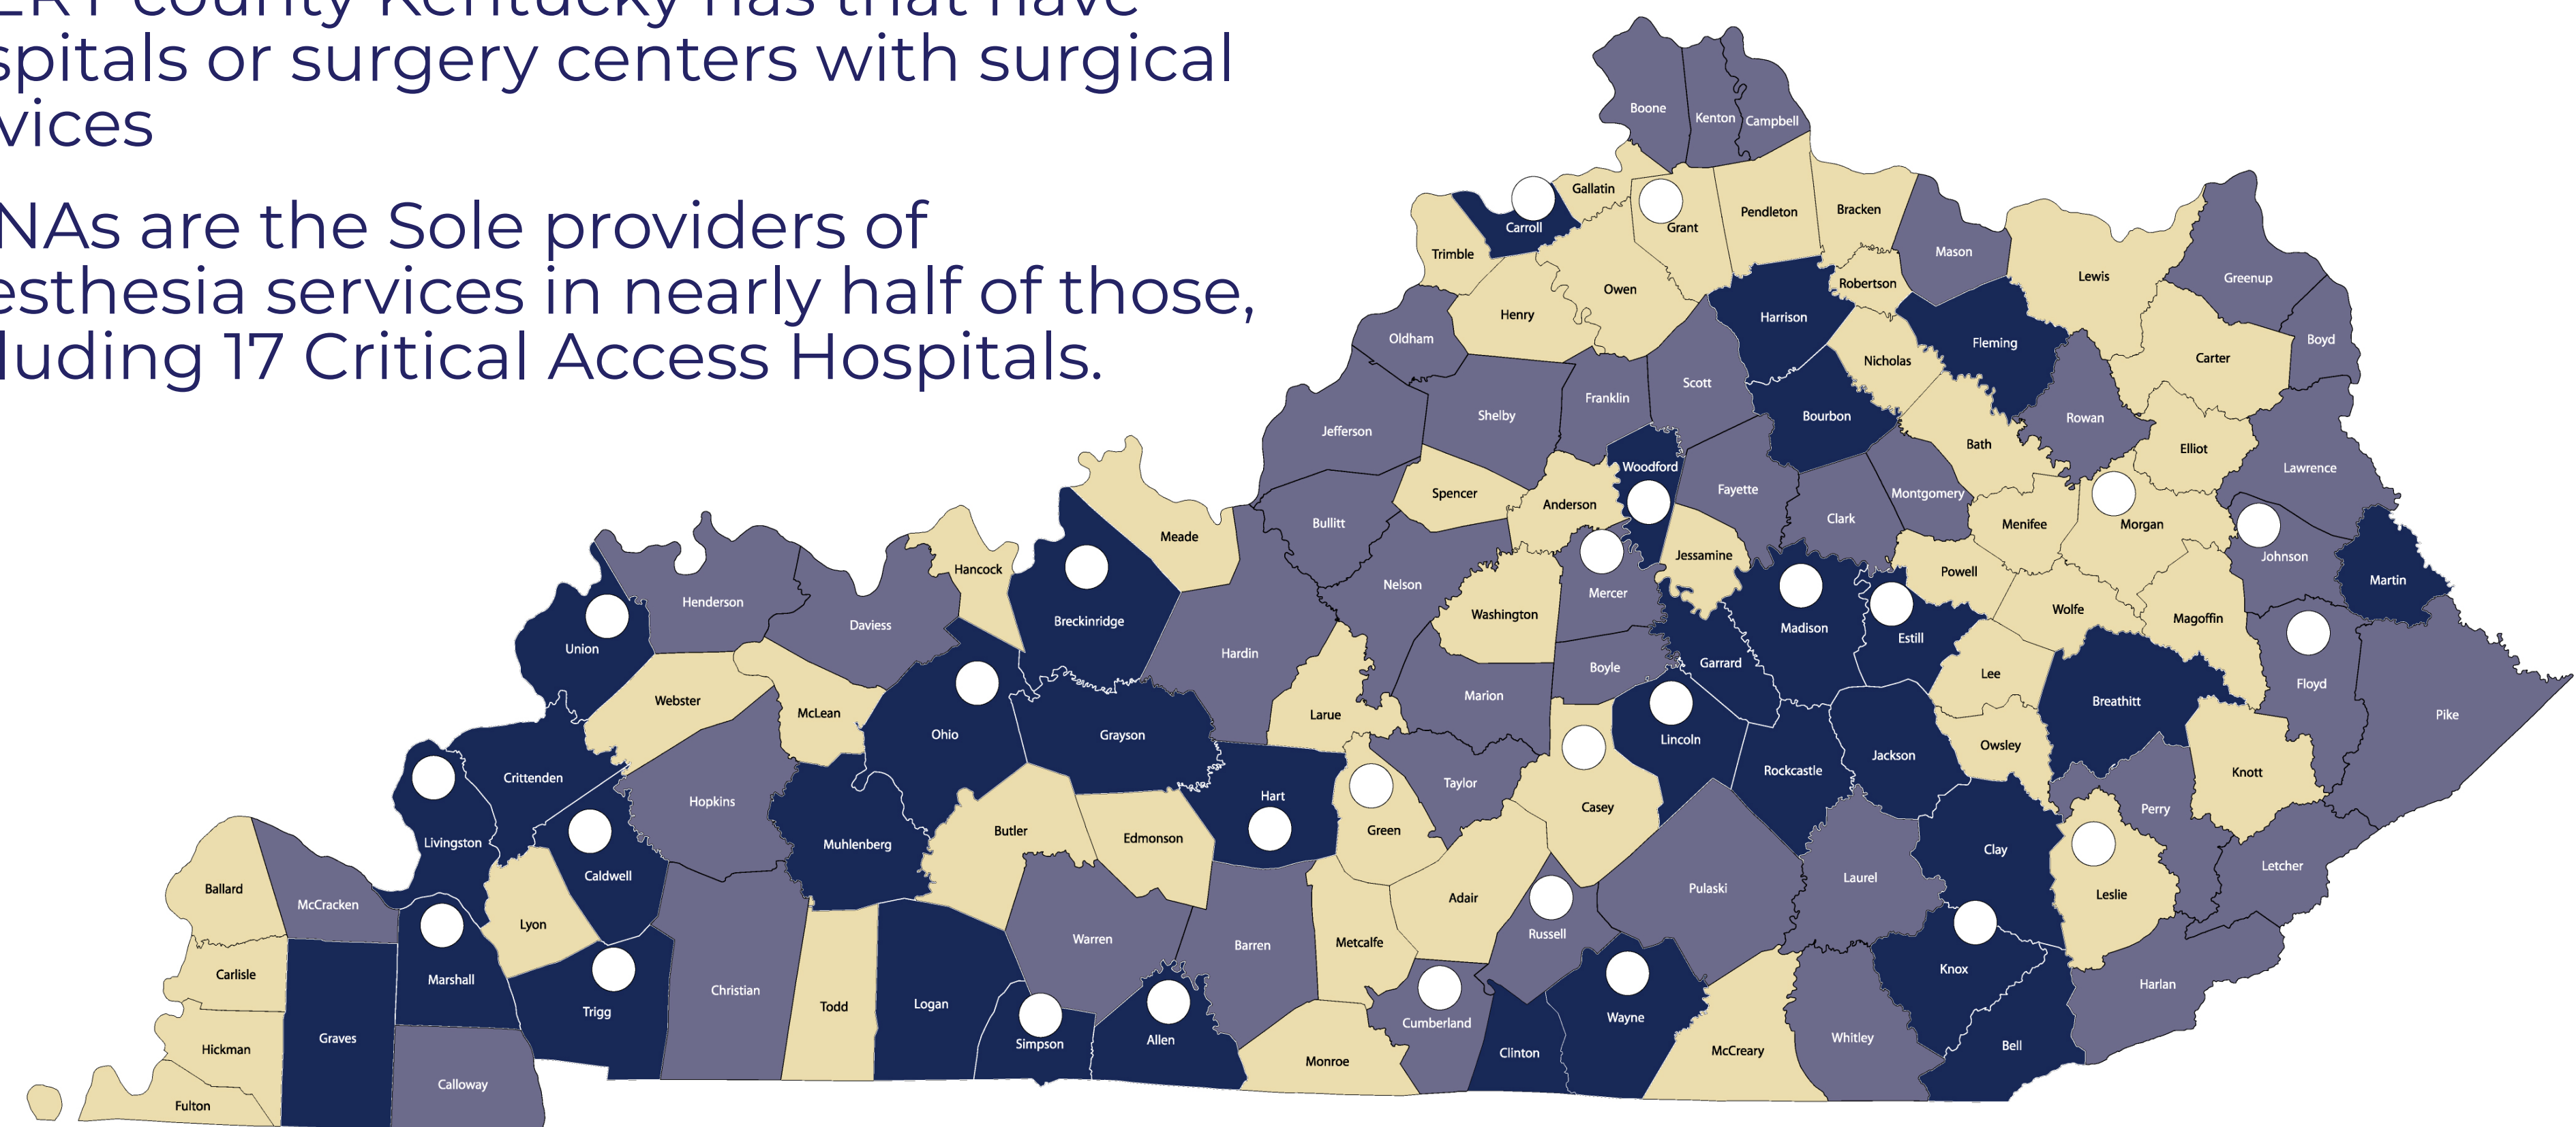 ERY county Kentucky has that have
spitals or surgery centers with surgical
vices
NAs are the Sole providers of
esthesia services in nearly half of those,
luding 17 Critical Access Hospitals.
Boone
Kenton
Campbell
Gallatin
Carroll
Grant
Pendleton
Bracken
Trimble
Mason
Owen
Robertson
Lewis
Greenup
Henry
Harrison
Oldham
Fleming
Boyd
Nicholas
Carter
Scott
Franklin
Shelby
Bourbon
Rowan
Jefferson
Bath
Elliot
Woodford
Lawrence
Spencer
Fayette
Montgomery
Anderson
Clark
Bullitt
Menifee
Morgan
Meade
Jessamine
Johnson
Hancock
Powell
Martin
Nelson
Mercer
Henderson
Wolfe
Washington
Breckinridge
Daviess
Madison
Magoffin
Estill
Union
Hardin
Garrard
Boyle
Lee
Floyd
Marion
Webster
Breathitt
McLean
Larue
Pike
Ohio
Grayson
Lincoln
Owsley
Jackson
Rockcastle
Knott
Crittenden
Taylor
Hart
Hopkins
Casey
Perry
Butler
Green
Edmonson
Livingston
Muhlenberg
Clay
Letcher
Caldwell
Laurel
Ballard
Pulaski
Leslie
Adair
McCracken
Lyon
Russell
Warren
Metcalfe
Barren
Knox
Carlisle
Marshall
Harlan
Christian
Logan
Todd
Trigg
Wayne
Cumberland
Graves
Whitley
Allen
Simpson
Bell
Hickman
McCreary
Clinton
Monroe
Calloway
Fulton